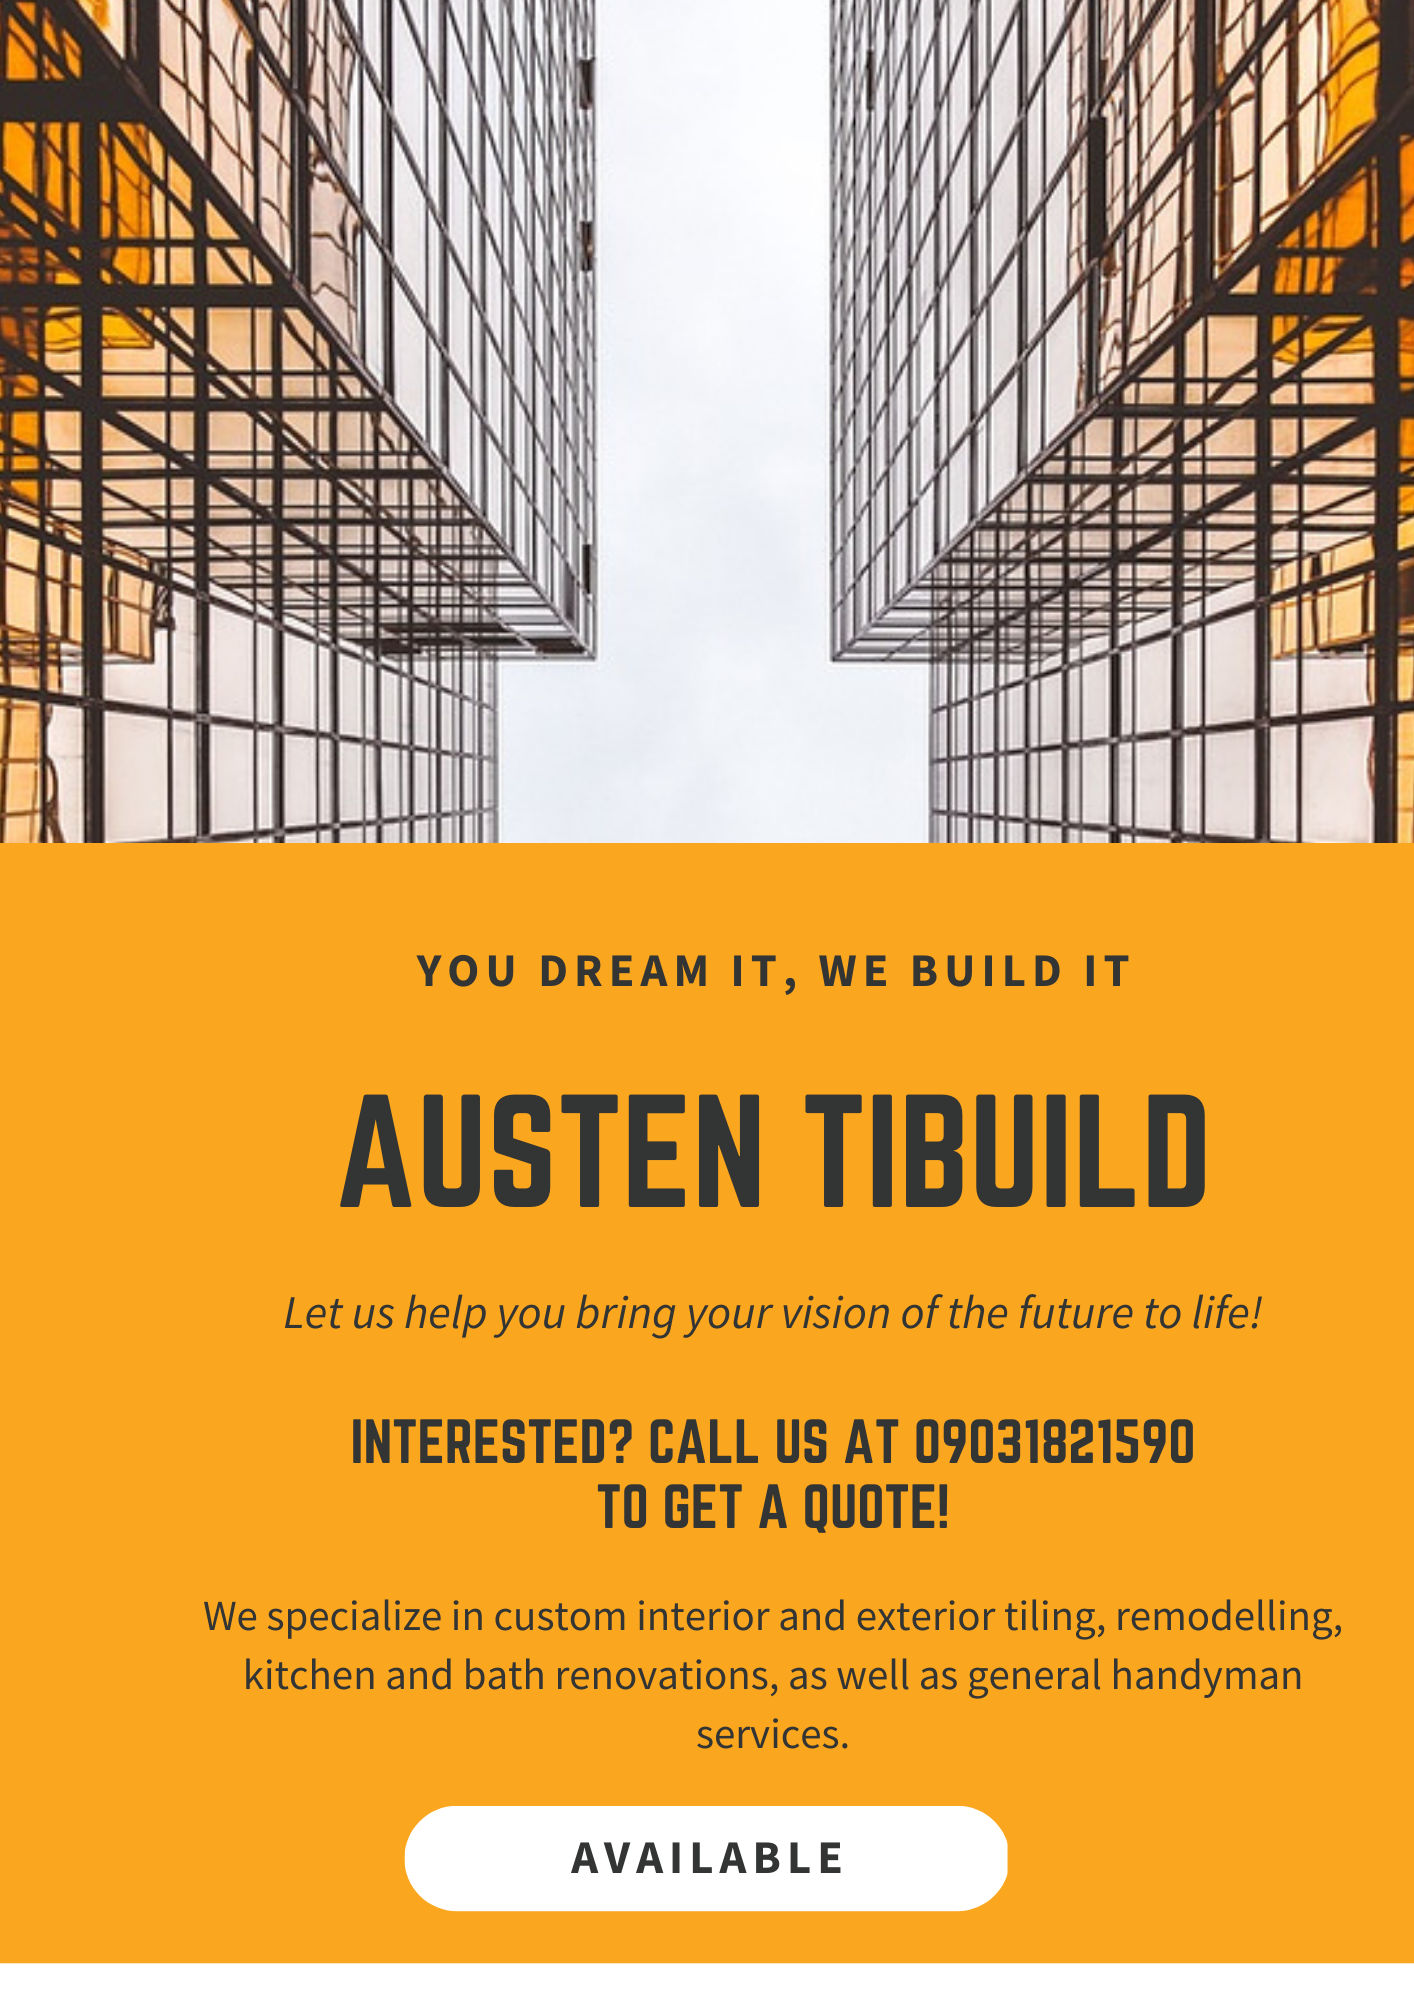 YOU DREAM IT, WE BUILD IT
AUSTEN TIBUILD
Let us help you bring your vision of the future to life!
INTERESTED? CALL US AT 09031821590
TO GET A QUOTE!
We specialize in custom interior and exterior tiling, remodelling,
kitchen and bath renovations, as well as general handyman
services.
AVAILABLE